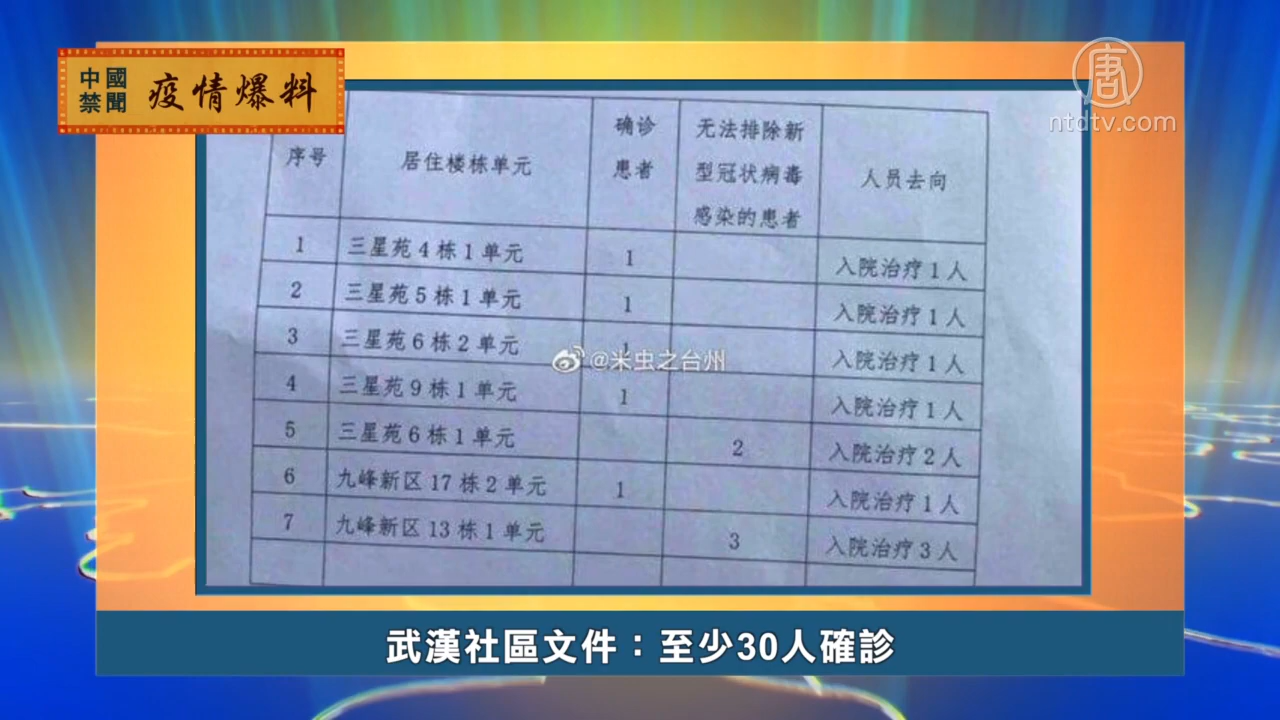 中國
禁聞
疫情爆料
唐
ntdtv.com
序号 居住楼栋单元 确诊患者 无法排除新型冠状病毒感染的患者 人员去向
1 三星苑4栋1单元 1 入院治疗1人
2 三星苑5栋1单元 1 入院治疗1人
3 三星苑6栋2单元 1 入院治疗1人
@米虫之台州
4 三星苑9栋1单元 1 入院治疗1人
5 三星苑6栋1单元 2 入院治疗2人
6 九峰新区17栋2单元 1 入院治疗1人
7 九峰新区13栋1单元 3 入院治疗3人
武漢社區文件：至少30人確診